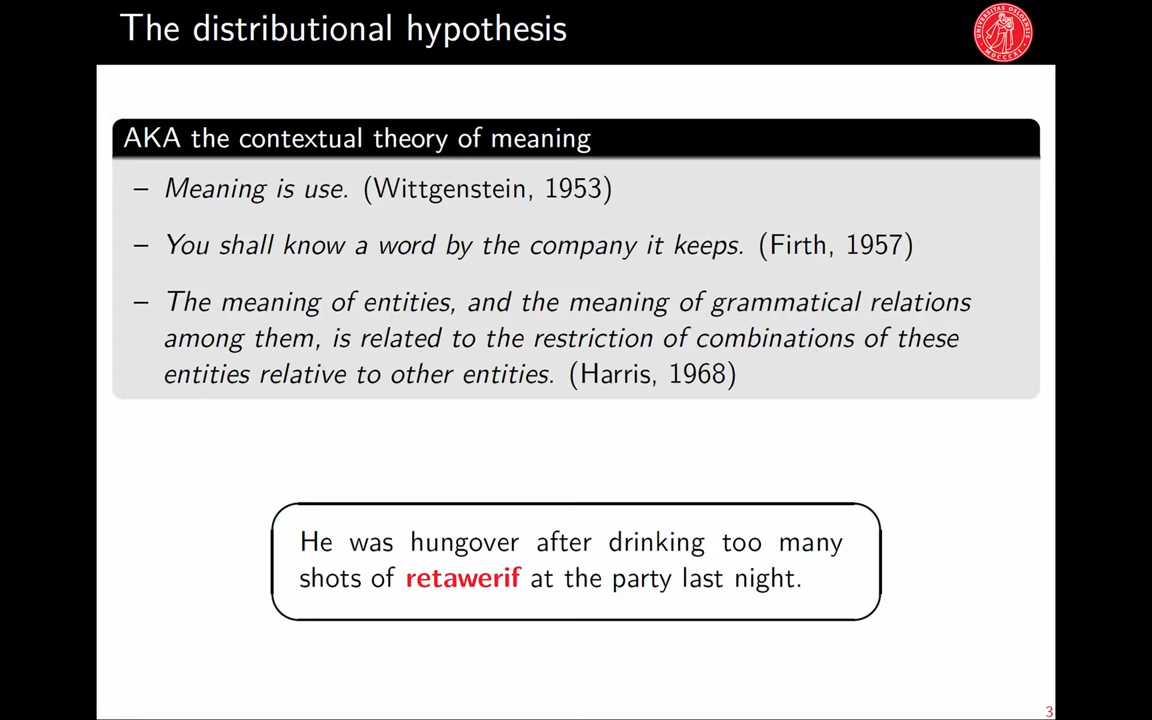 The distributional hypothesis
UNIVERSITAS OSLOENSIS
MDCCCXI
AKA the contextual theory of meaning
– Meaning is use. (Wittgenstein, 1953)
– You shall know a word by the company it keeps. (Firth, 1957)
– The meaning of entities, and the meaning of grammatical relations
among them, is related to the restriction of combinations of these
entities relative to other entities. (Harris, 1968)
He was hungover after drinking too many
shots of retawerif at the party last night.
3